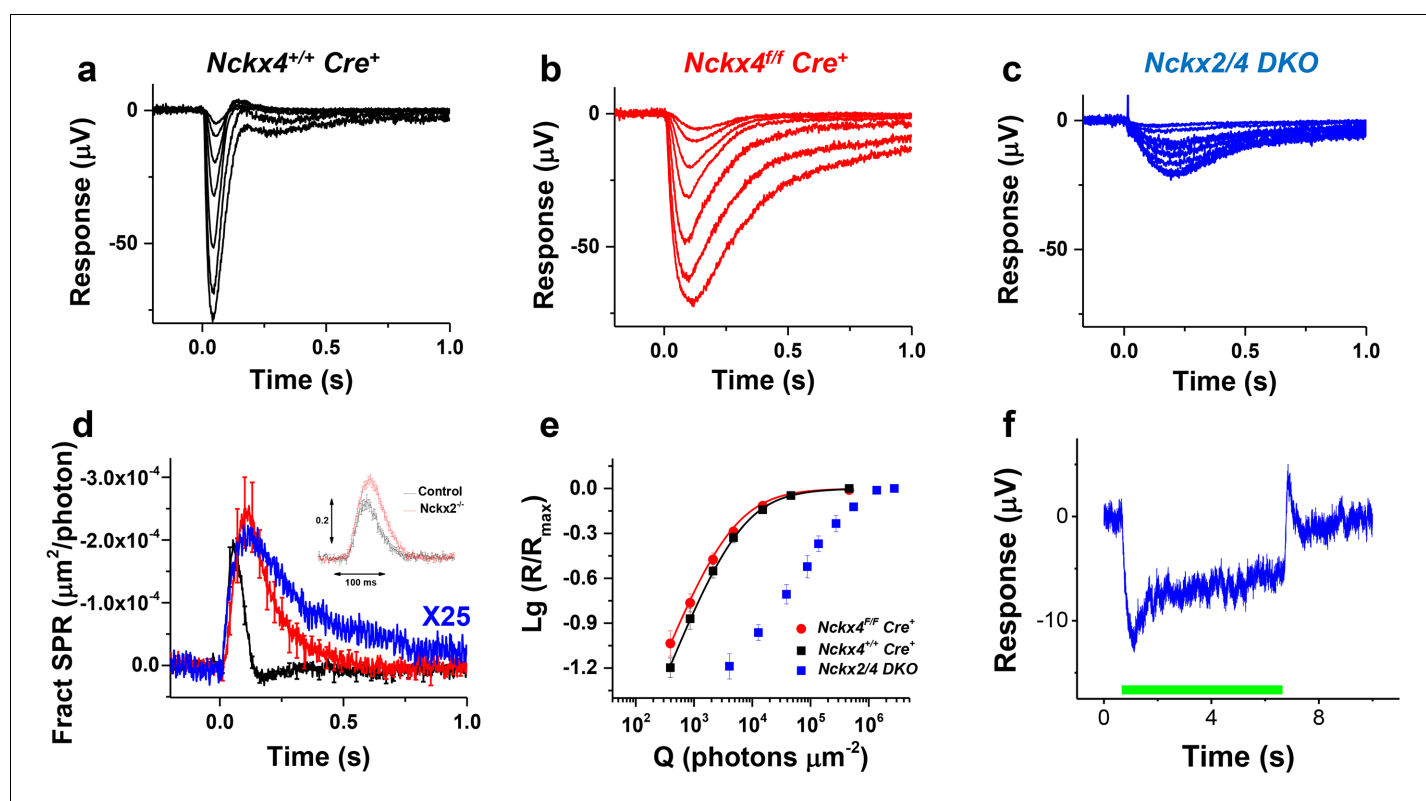 a
Nckx4+/+ Cre+
0
-50
Response (μV)
0.0
0.5
1.0
Time (s)
b
Nckx4f/f Cre+
0
-50
Response (μV)
0.0
0.5
1.0
Time (s)
c
Nckx2/4 DKO
0
-50
Response (μV)
0.0
0.5
1.0
Time (s)
d
Fract SPR (μm²/photon)
-3.0x10⁻⁴
-2.0x10⁻⁴
-1.0x10⁻⁴
0.0
Control
Nckx2-/-
0.2
100 ms
X25
0.0
0.5
1.0
Time (s)
e
Lg (R/Rmax)
0.0
-0.3
-0.6
-0.9
-1.2
Nckx4F/F Cre+
Nckx4+/+ Cre+
Nckx2/4 DKO
10² 10³ 10⁴ 10⁵ 10⁶
Q (photons μm⁻²)
f
Response (μV)
0
-10
0
4
8
Time (s)